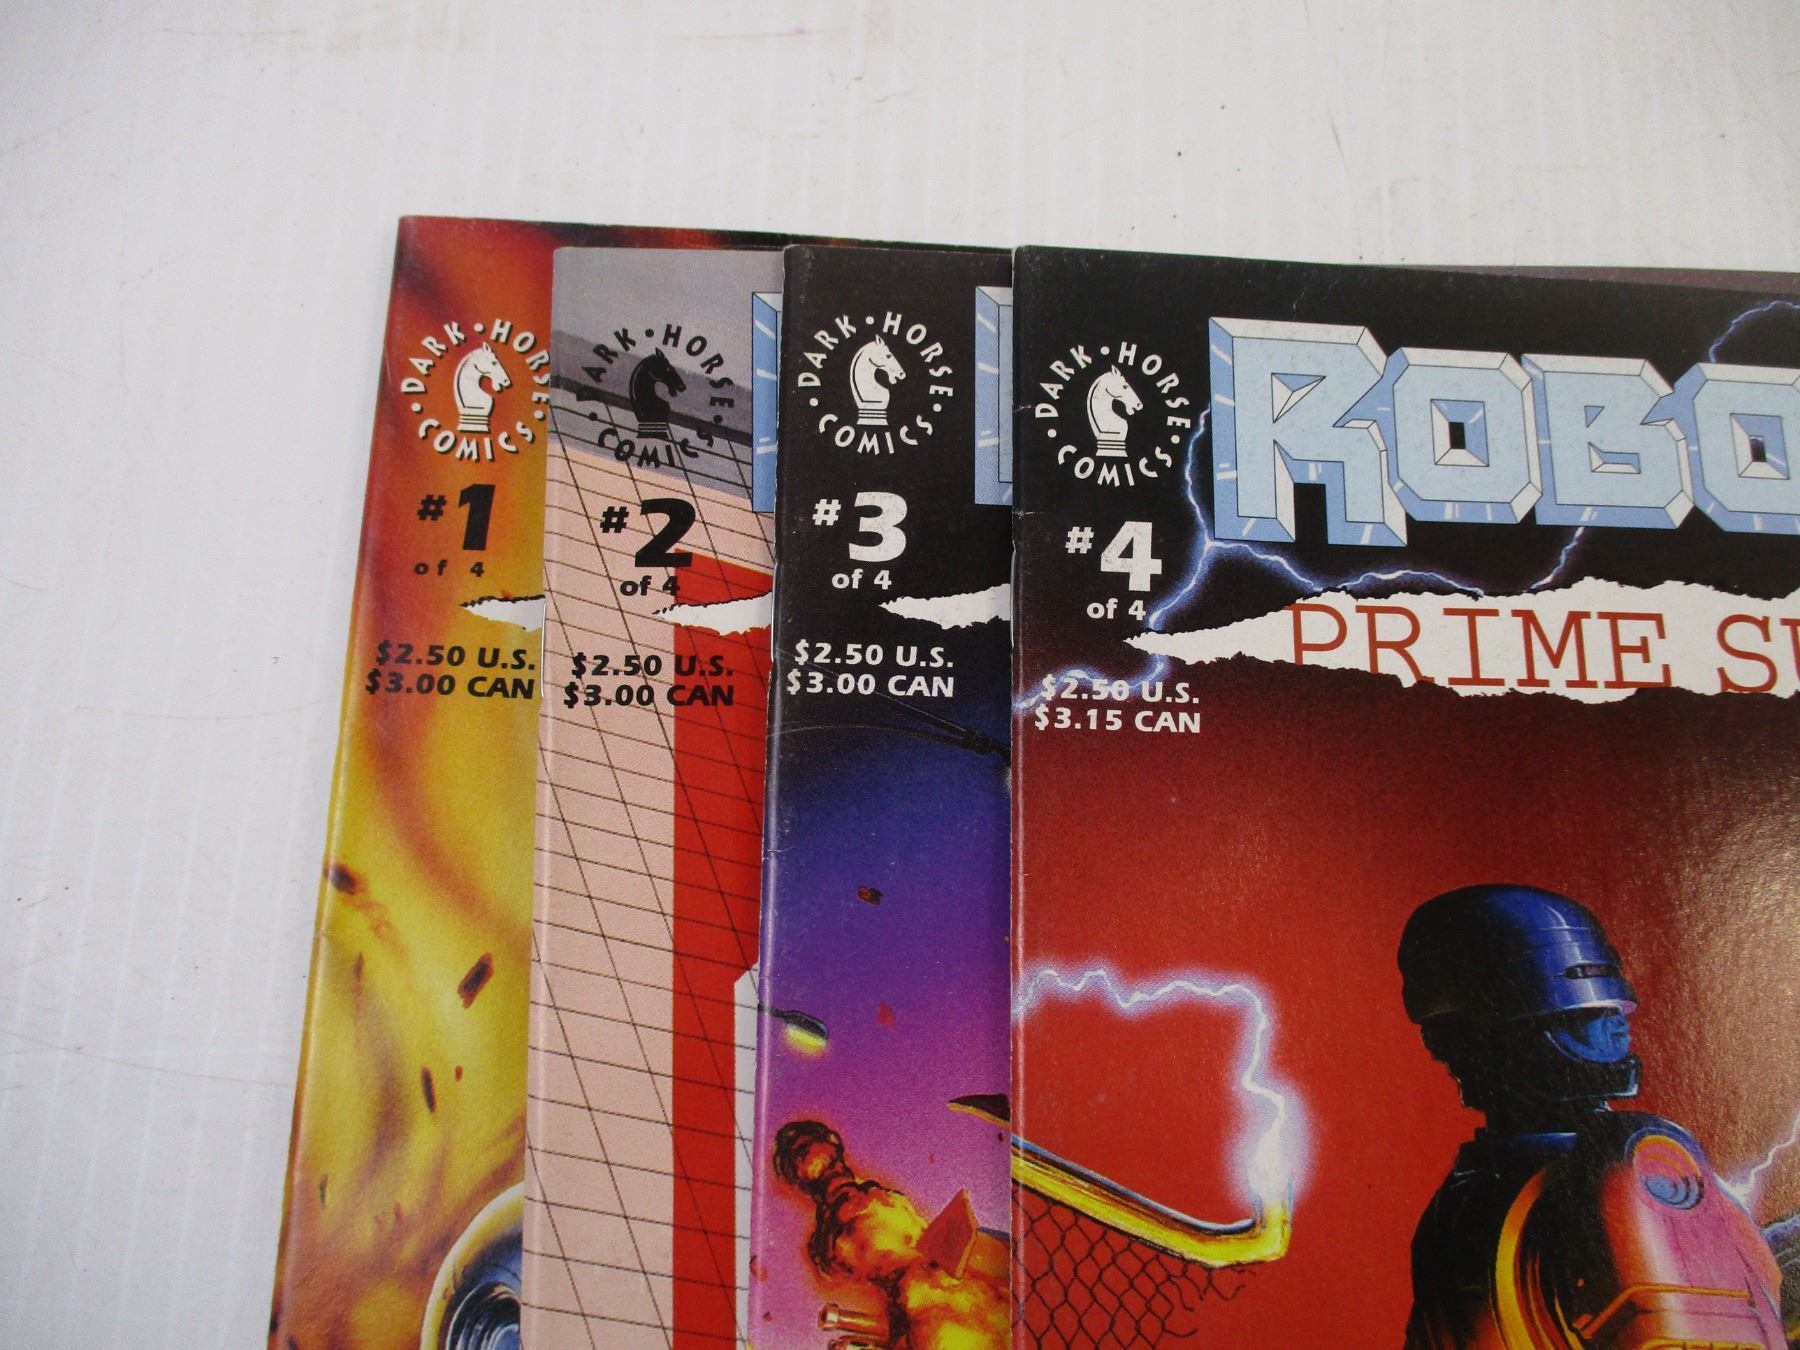 DARK • HORSE
• COMICS •
#1
of 4
$2.50 U.S.
$3.00 CAN
DARK • HORSE
• COMICS •
#2
of 4
$2.50 U.S.
$3.00 CAN
DARK • HORSE
• COMICS •
#3
of 4
$2.50 U.S.
$3.00 CAN
DARK • HORSE
• COMICS •
#4
of 4
$2.50 U.S.
$3.15 CAN
ROBO
PRIME SU